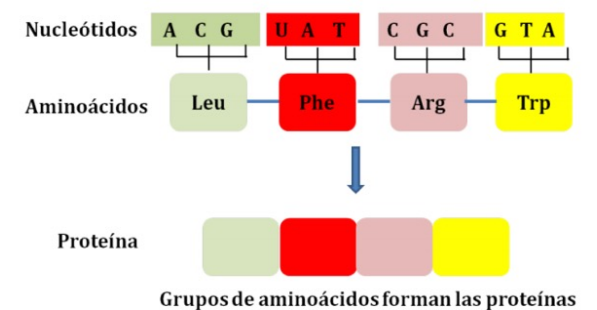 Nucleótidos A C G U A T C G C G T A
Aminoácidos Leu Phe Arg Trp
Proteína
Grupos de aminoácidos forman las proteínas